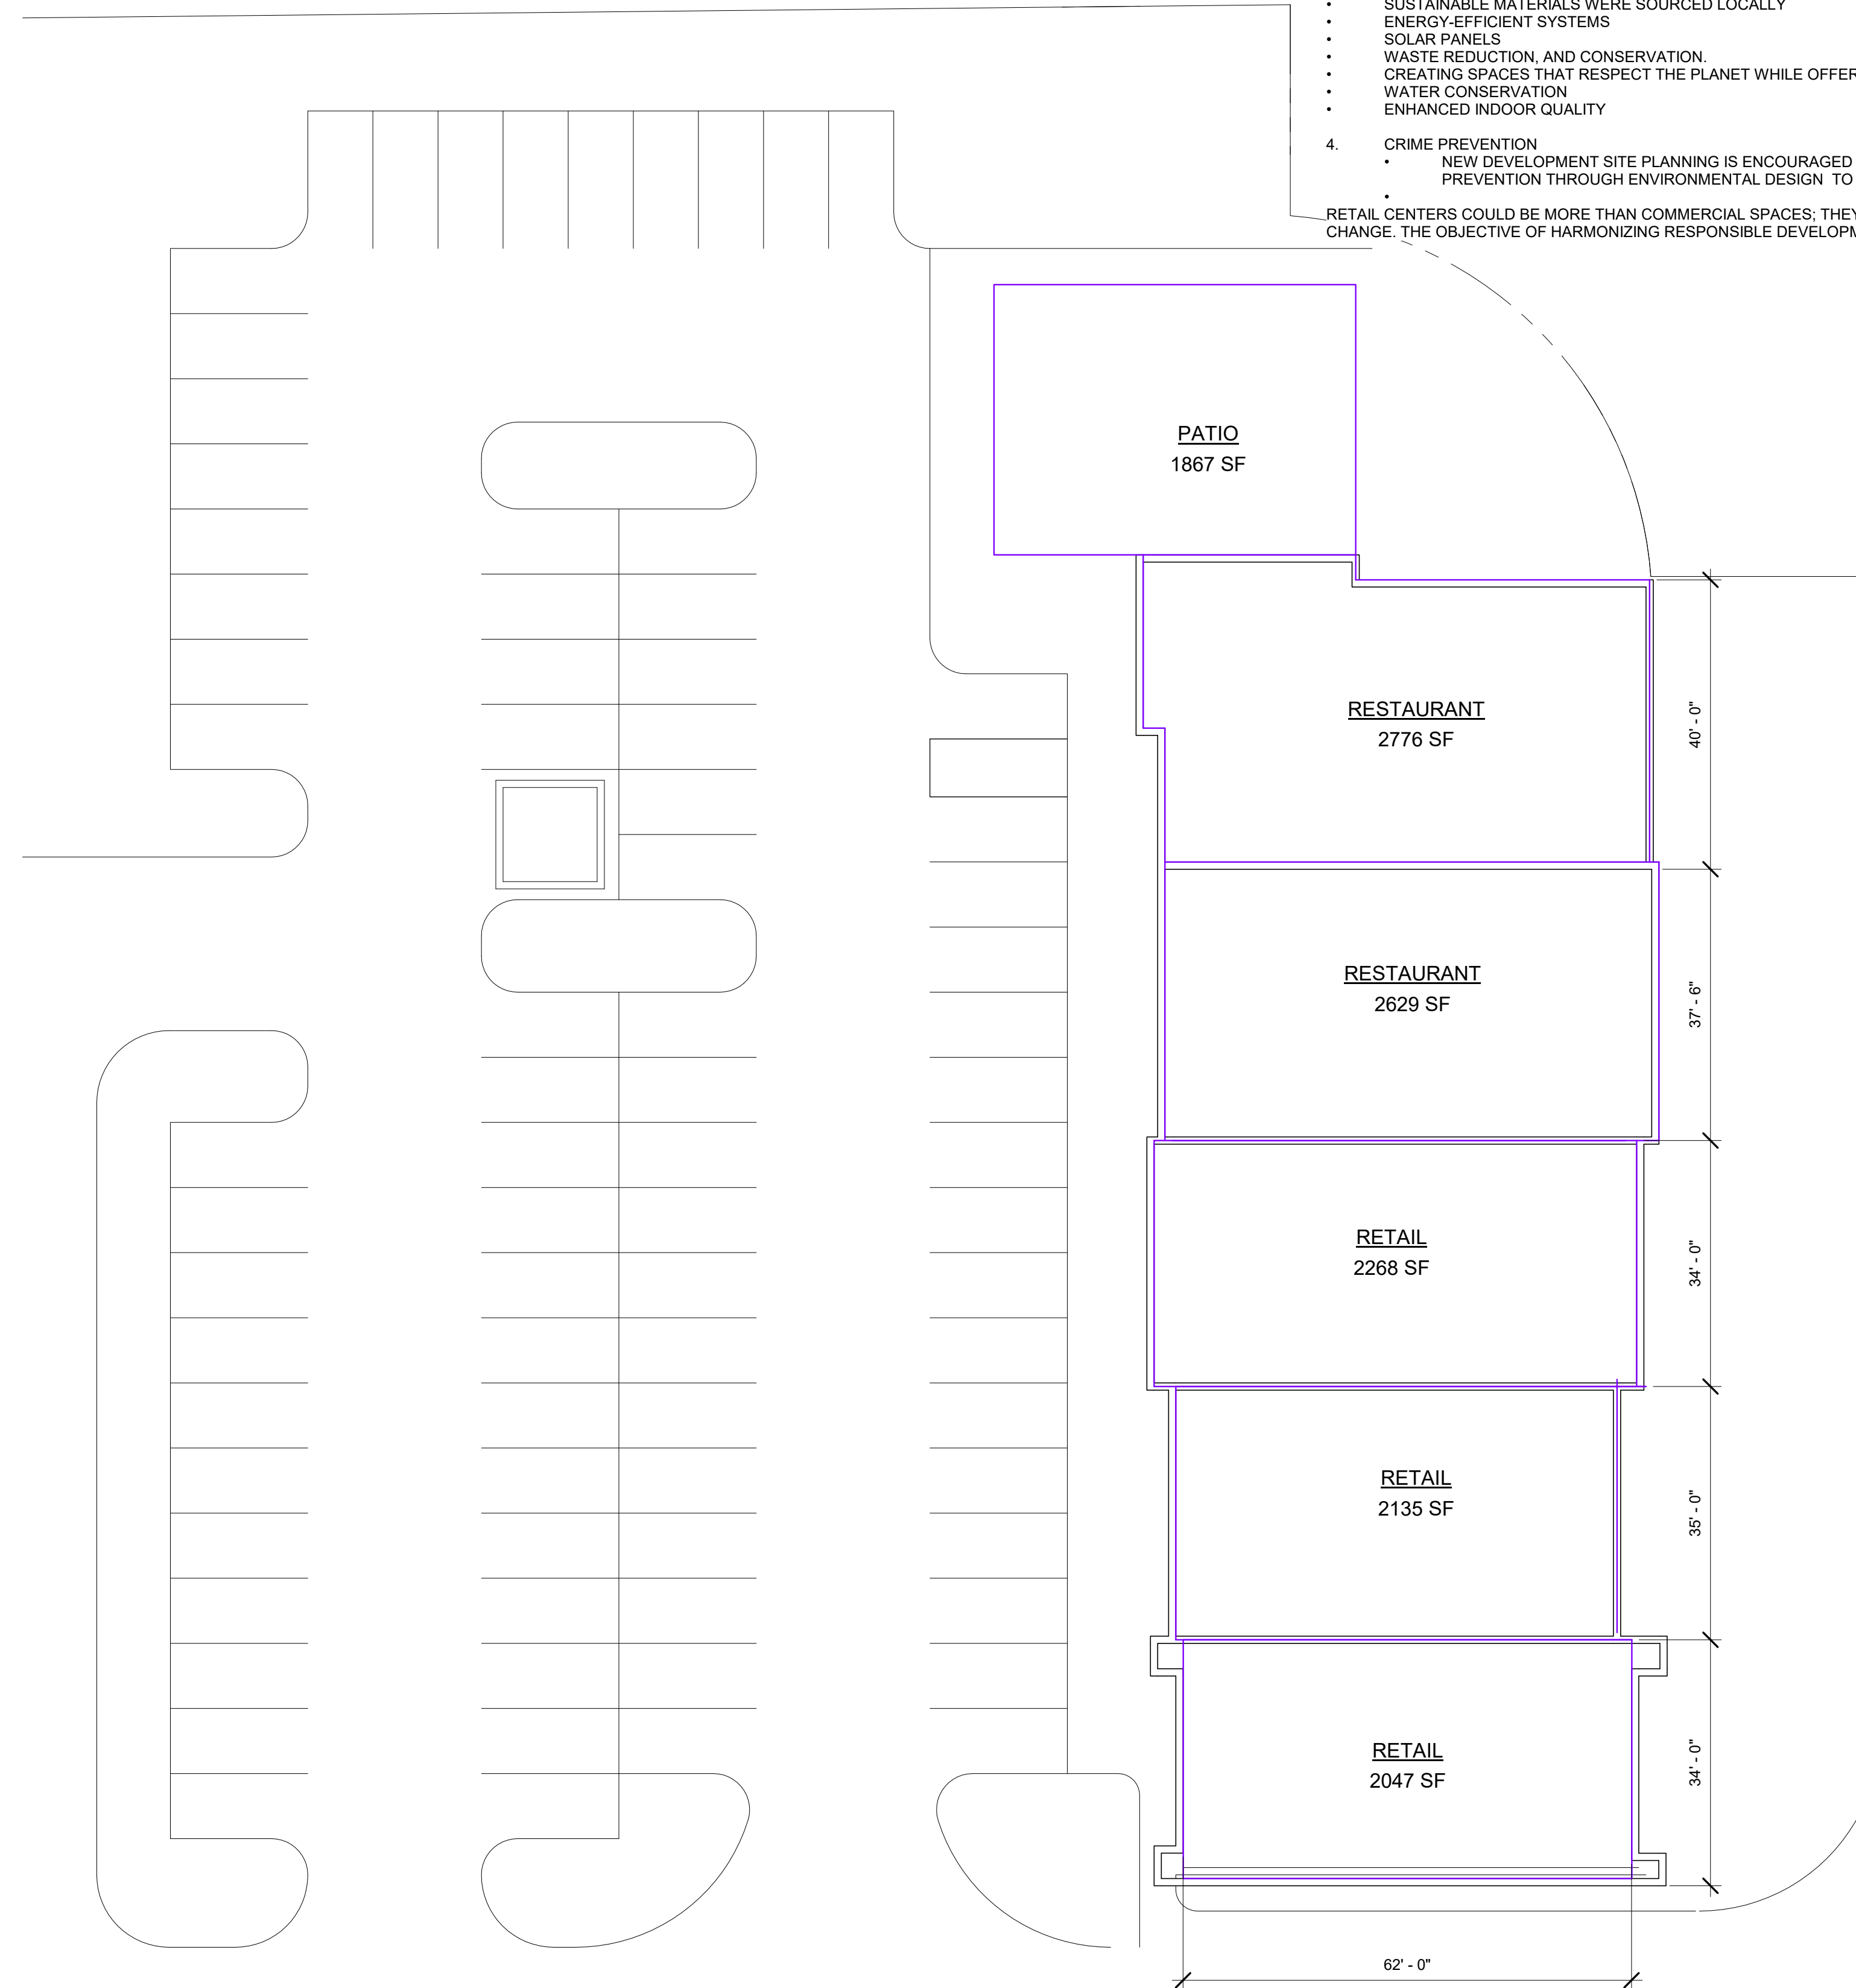 • SUSTAINABLE MATERIALS WERE SOURCED LOCALLY
• ENERGY-EFFICIENT SYSTEMS
• SOLAR PANELS
• WASTE REDUCTION, AND CONSERVATION.
• CREATING SPACES THAT RESPECT THE PLANET WHILE OFFER
• WATER CONSERVATION
• ENHANCED INDOOR QUALITY
4. CRIME PREVENTION
• NEW DEVELOPMENT SITE PLANNING IS ENCOURAGED
PREVENTION THROUGH ENVIRONMENTAL DESIGN TO
•
RETAIL CENTERS COULD BE MORE THAN COMMERCIAL SPACES; THEY
CHANGE. THE OBJECTIVE OF HARMONIZING RESPONSIBLE DEVELOPM
PATIO
1867 SF
RESTAURANT
2776 SF
40' - 0"
RESTAURANT
2629 SF
37' - 6"
RETAIL
2268 SF
34' - 0"
RETAIL
2135 SF
35' - 0"
RETAIL
2047 SF
34' - 0"
62' - 0"